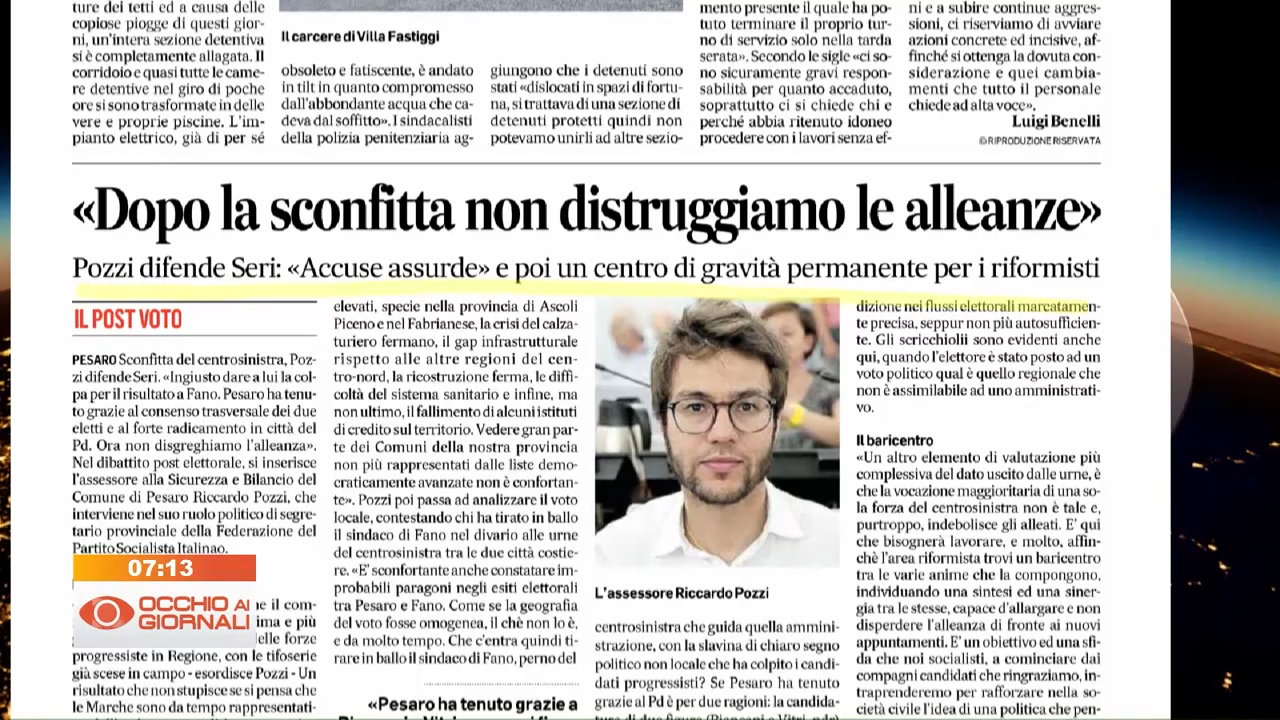 ture dei tetti ed a causa delle
copiose piogge di questi gior-
ni, un'intera sezione detentiva
si è completamente allagata. Il
corridoio e quasi tutte le came-
re detentive nel giro di poche
ore si sono trasformate in delle
vere e proprie piscine. L'im-
pianto elettrico, già di per sé
Il carcere di Villa Fastiggi
obsoleto e fatiscente, è andato
in tilt in quanto compromesso
dall'abbondante acqua che ca-
deva dal soffitto». I sindacalisti
della polizia penitenziaria ag-
giungono che i detenuti sono
stati «dislocati in spazi di fortu-
na, si trattava di una sezione di
detenuti protetti quindi non
potevamo unirli ad altre sezio-
mento presente il quale ha po-
tuto terminare il proprio tur-
no di servizio solo nella tarda
serata». Secondo le sigle «ci so-
no sicuramente gravi respon-
sabilità per quanto accaduto,
soprattutto ci si chiede chi e
perché abbia ritenuto idoneo
procedere con i lavori senza ef-
ni e a subire continue aggres-
sioni, ci riserviamo di avviare
azioni concrete ed incisive, af-
finché si ottenga la dovuta con-
siderazione e quei cambia-
menti che tutto il personale
chiede ad alta voce».
Luigi Benelli
© RIPRODUZIONE RISERVATA
«Dopo la sconfitta non distruggiamo le alleanze»
Pozzi difende Seri: «Accuse assurde» e poi un centro di gravità permanente per i riformisti
IL POST VOTO
PESARO Sconfitta del centrosinistra, Poz-
zi difende Seri. «Ingiusto dare a lui la col-
pa per il risultato a Fano. Pesaro ha tenu-
to grazie al consenso trasversale dei due
eletti e al forte radicamento in città del
Pd. Ora non disgreghiamo l'alleanza».
Nel dibattito post elettorale, si inserisce
l'assessore alla Sicurezza e Bilancio del
Comune di Pesaro Riccardo Pozzi, che
interviene nel suo ruolo politico di segre-
tario provinciale della Federazione del
Partito Socialista Italinao.
07:13
OCCHIO AI
GIORNALI
e il com-
ima e più
elle forze
progressiste in Regione, con le tifoserie
già scese in campo - esordisce Pozzi - Un
risultato che non stupisce se si pensa che
le Marche sono da tempo rappresentati-
elevati, specie nella provincia di Ascoli
Piceno e nel Fabrianese, la crisi del calza-
turiero fermano, il gap infrastrutturale
rispetto alle altre regioni del cen-
tro-nord, la ricostruzione ferma, le diffi-
coltà del sistema sanitario e infine, ma
non ultimo, il fallimento di alcuni istituti
di credito sul territorio. Vedere gran par-
te dei Comuni della nostra provincia
non più rappresentati dalle liste demo-
craticamente avanzate non è confortan-
te». Pozzi poi passa ad analizzare il voto
locale, contestando chi ha tirato in ballo
il sindaco di Fano nel divario alle urne
del centrosinistra tra le due città costie-
re. «E' sconfortante anche constatare im-
probabili paragoni negli esiti elettorali
tra Pesaro e Fano. Come se la geografia
del voto fosse omogenea, il chè non lo è,
e da molto tempo. Che c'entra quindi ti-
rare in ballo il sindaco di Fano, perno del
«Pesaro ha tenuto grazie a
L'assessore Riccardo Pozzi
centrosinistra che guida quella ammini-
strazione, con la slavina di chiaro segno
politico non locale che ha colpito i candi-
dati progressisti? Se Pesaro ha tenuto
grazie al Pd è per due ragioni: la candida-
dizione nei flussi elettorali marcatamen-
te precisa, seppur non più autosufficien-
te. Gli scricchiolii sono evidenti anche
qui, quando l'elettore è stato posto ad un
voto politico qual è quello regionale che
non è assimilabile ad uno amministrati-
vo.
Il baricentro
«Un altro elemento di valutazione più
complessiva del dato uscito dalle urne, è
che la vocazione maggioritaria di una so-
la forza del centrosinistra non è tale e,
purtroppo, indebolisce gli alleati. E' qui
che bisognerà lavorare, e molto, affin-
chè l'area riformista trovi un baricentro
tra le varie anime che la compongono,
individuando una sintesi ed una siner-
gia tra le stesse, capace d'allargare e non
disperdere l'alleanza di fronte ai nuovi
appuntamenti. E' un obiettivo ed una sfi-
da che noi socialisti, a cominciare dai
compagni candidati che ringraziamo, in-
traprenderemo per rafforzare nella so-
cietà civile l'idea di una politica che pen-